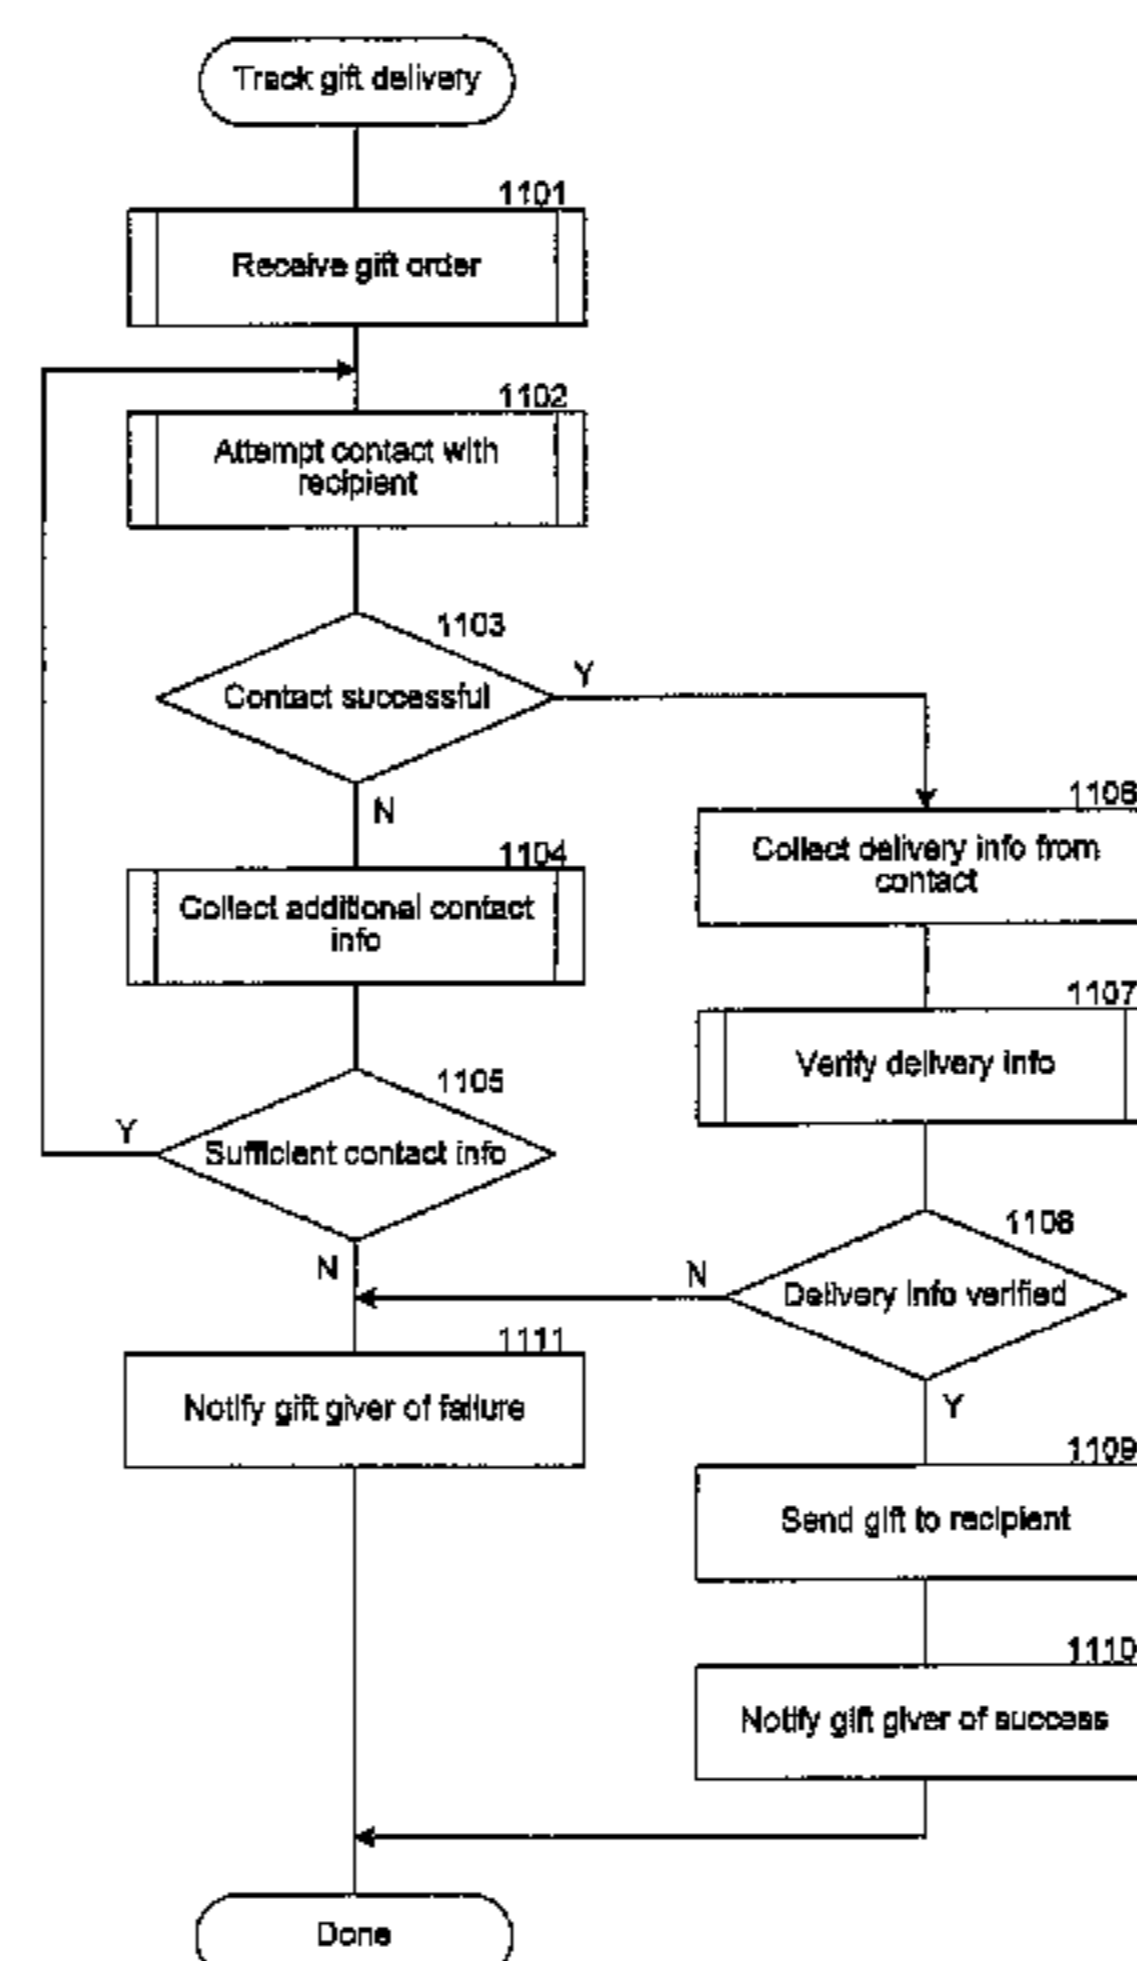 Track gift delivery
1101
Receive gift order
1102
Attempt contact with
recipient
1103
Contact successful
Y
N
1104
Collect additional contact
info
1105
Sufficient contact info
Y
N
1106
Collect delivery info from
contact
1107
Verify delivery info
1108
Delivery info verified
N
Y
1111
Notify gift giver of failure
1109
Send gift to recipient
1110
Notify gift giver of success
Done